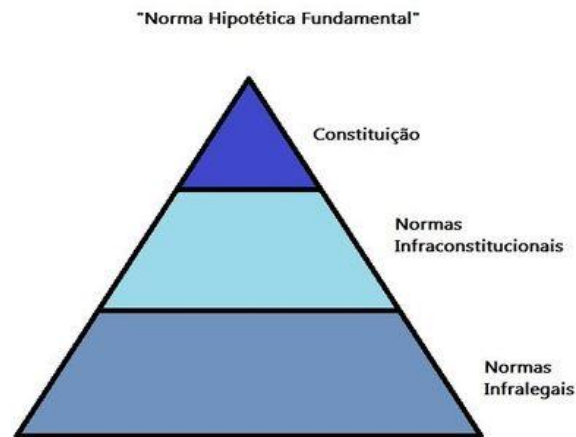 "Norma Hipotética Fundamental"
Constituição
Normas
Infraconstitucionais
Normas
Infralegais